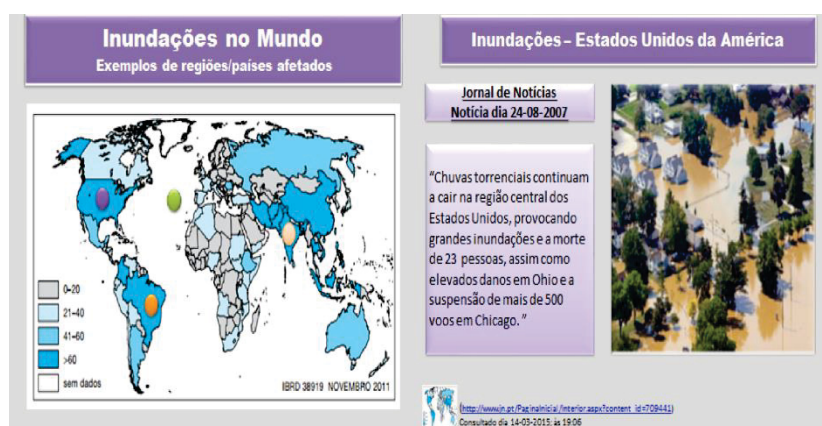 Inundações no Mundo
Exemplos de regiões/países afetados
0-20
21-40
41-60
>60
sem dados
IBRD 38919 NOVEMBRO 2011
Inundações – Estados Unidos da América
Jornal de Notícias
Notícia dia 24-08-2007
"Chuvas torrenciais continuam
a cair na região central dos
Estados Unidos, provocando
grandes inundações e a morte
de 23 pessoas, assim como
elevados danos em Ohio e a
suspensão de mais de 500
voos em Chicago. "
(http://www.jn.pt/PaginaInicial/Interior.aspx?content_id=709441)
Consultado dia 14-03-2015; às 19:06